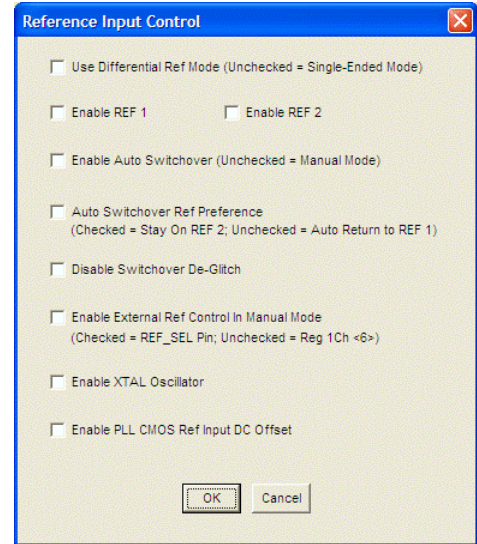 Reference Input Control
Use Differential Ref Mode (Unchecked = Single-Ended Mode)
Enable REF 1
Enable REF 2
Enable Auto Switchover (Unchecked = Manual Mode)
Auto Switchover Ref Preference
(Checked = Stay On REF 2; Unchecked = Auto Return to REF 1)
Disable Switchover De-Glitch
Enable External Ref Control In Manual Mode
(Checked = REF_SEL Pin; Unchecked = Reg 1Ch <6>)
Enable XTAL Oscillator
Enable PLL CMOS Ref Input DC Offset
OK
Cancel